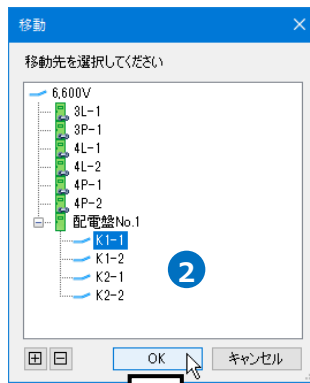 移動
移動先を選択してください
6,600V
3L-1
3P-1
4L-1
4L-2
4P-1
4P-2
配電盤No.1
K1-1
K1-2
K2-1
K2-2
2
OK
キャンセル